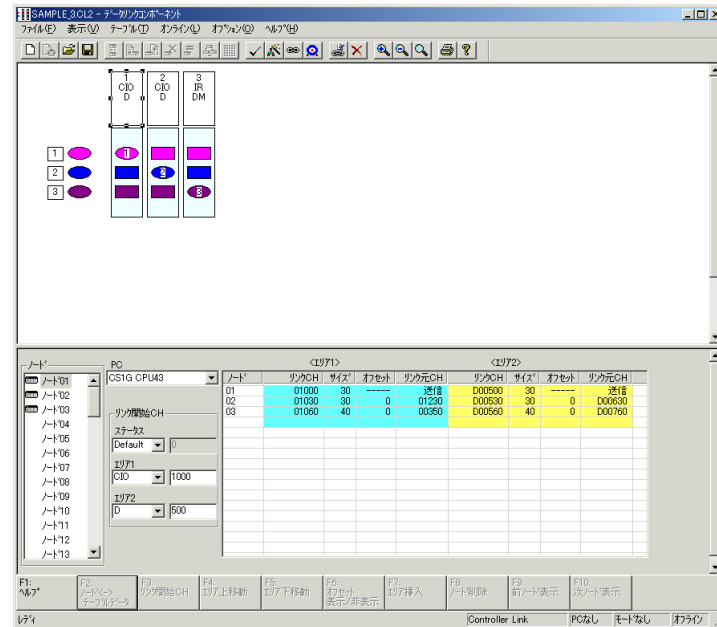 SAMPLE_3.CL2 - データリンクコンポーネント
ファイル(F) 表示(V) テーブル(T) オンライン(L) オプション(O) ヘルプ(H)
1 2 3
CIO CIO IR
D D DM
1 1
2 2
3 3
ノード
ノード01
ノード02
ノード03
ノード04
ノード05
ノード06
ノード07
ノード08
ノード09
ノード10
ノード11
ノード12
ノード13
PC
CS1G CPU43
リンク開始CH
ステータス
Default 0
エリア1
CIO 1000
エリア2
D 500
<エリア1> <エリア2>
ノード リンクCH サイズ オフセット リンク元CH リンクCH サイズ オフセット リンク元CH
01 01000 30 ----- 送信 D00500 30 ----- 送信
02 01030 30 0 01230 D00530 30 0 D00630
03 01060 40 0 00350 D00560 40 0 D00760
F1: F2: F3: F4: F5: F6: F7: F8: F9: F10:
ヘルプ ノード<-> リンク開始CH エリア上移動 エリア下移動 オフセット エリア挿入 ノード削除 前ノード表示 次ノード表示
テーブルデータ 表示/非表示
レディ Controller Link PCなし モードなし オフライン